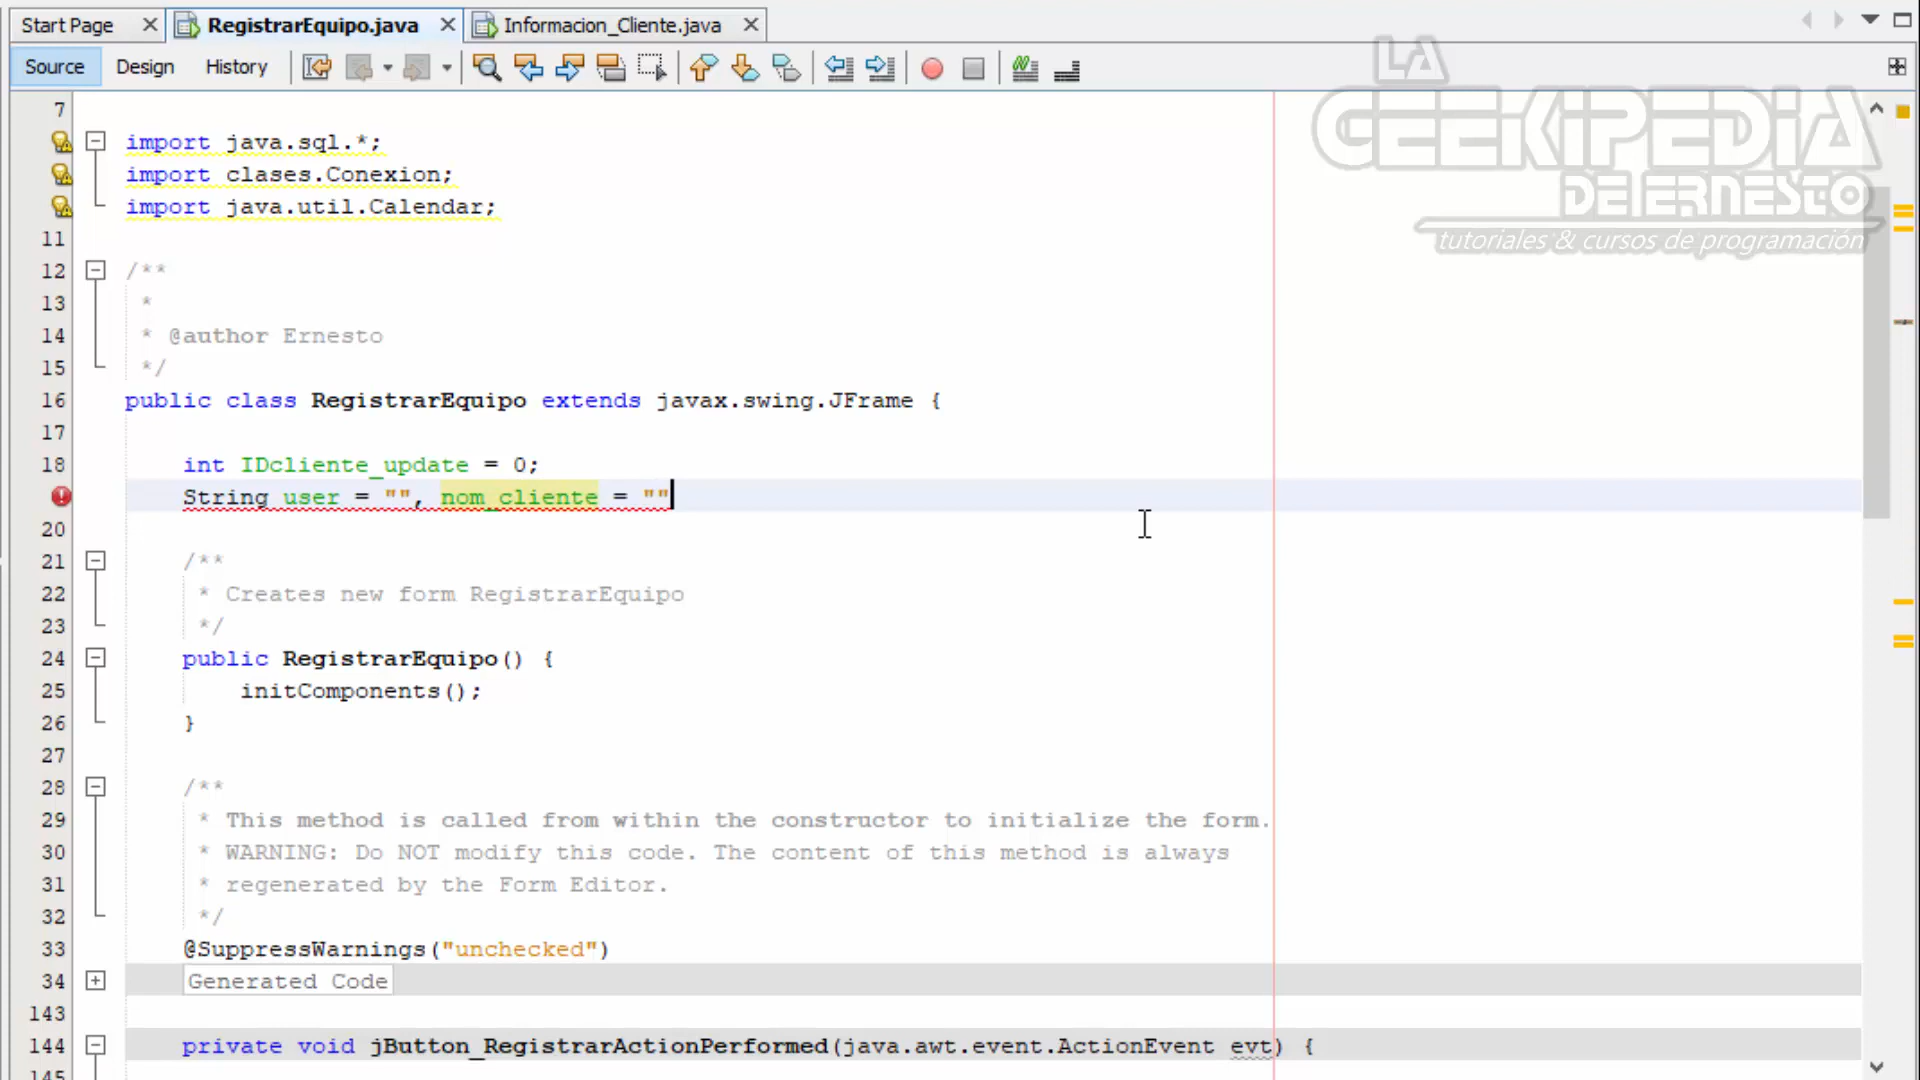 Start Page RegistrarEquipo.java Informacion_Cliente.java
Source Design History
LA
GEEKIPEDIA
DE ERNESTO
tutoriales & cursos de programación
7
import java.sql.*;
import clases.Conexion;
import java.util.Calendar;
11
12 /**
13 *
14 * @author Ernesto
15 */
16 public class RegistrarEquipo extends javax.swing.JFrame {
17
18 int IDcliente_update = 0;
String user = "", nom_cliente = ""
20
21 /**
22 * Creates new form RegistrarEquipo
23 */
24 public RegistrarEquipo() {
25 initComponents();
26 }
27
28 /**
29 * This method is called from within the constructor to initialize the form.
30 * WARNING: Do NOT modify this code. The content of this method is always
31 * regenerated by the Form Editor.
32 */
33 @SuppressWarnings("unchecked")
34 Generated Code
143
144 private void jButton_RegistrarActionPerformed(java.awt.event.ActionEvent evt) {
145